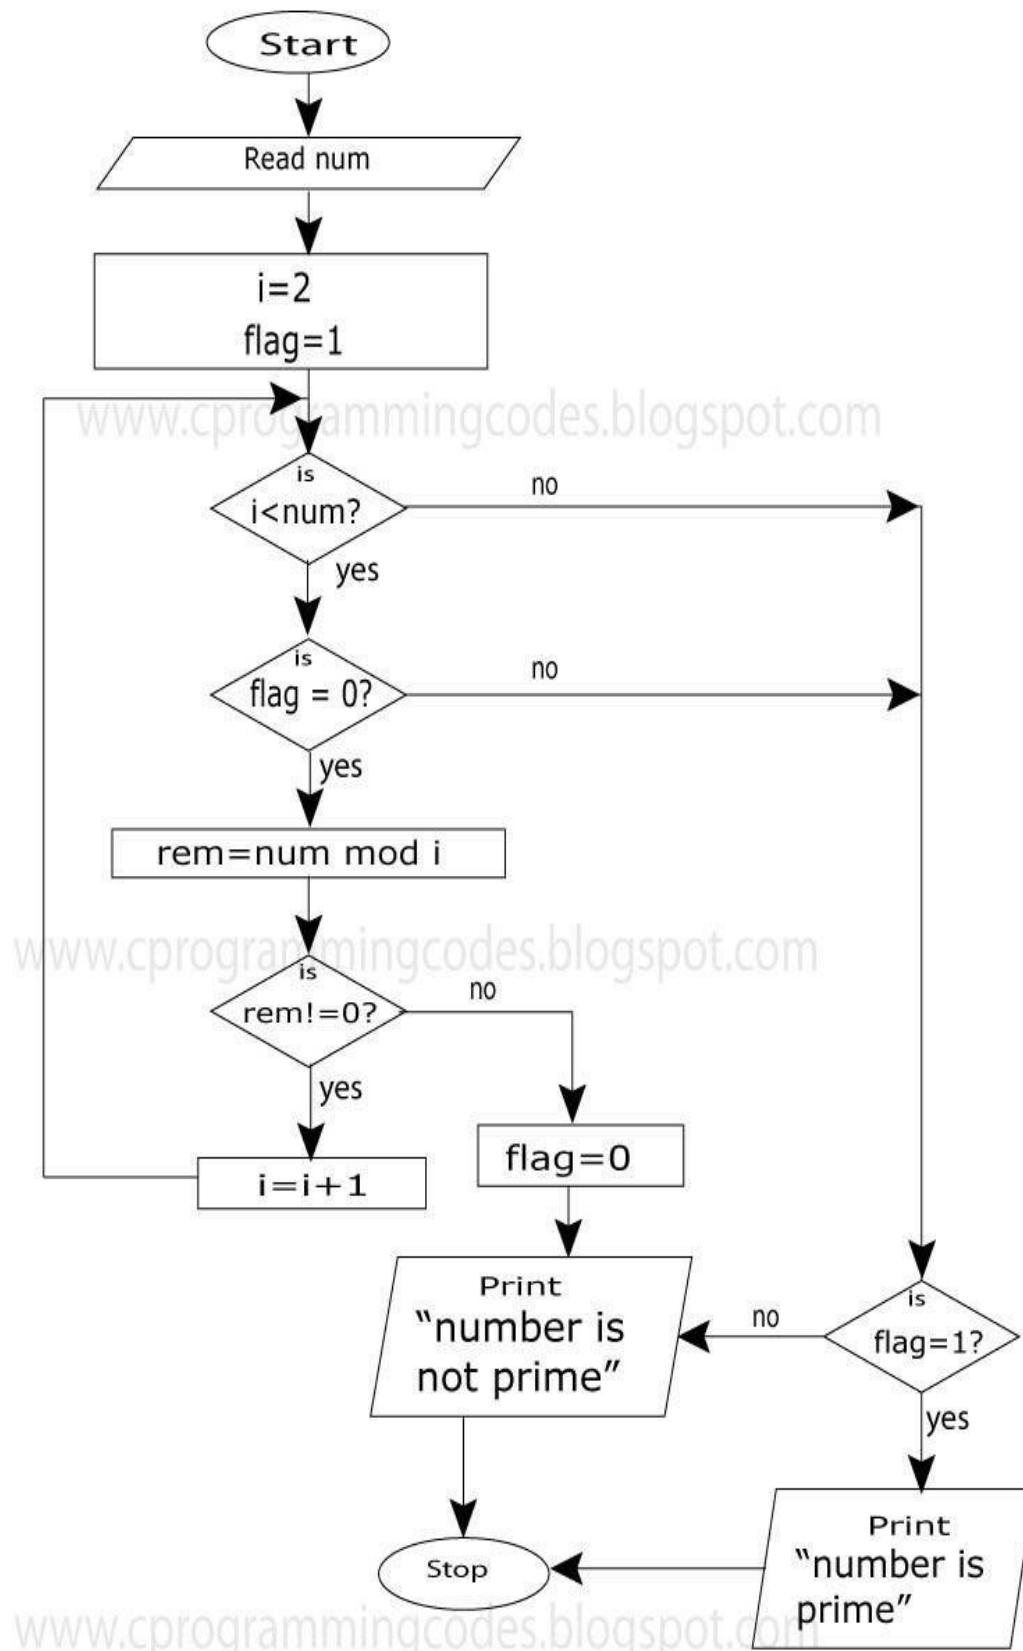 Start
Read num
i=2
flag=1
www.cprogrammingcodes.blogspot.com
is
i<num?
no
yes
is
flag = 0?
no
yes
rem=num mod i
www.cprogrammingcodes.blogspot.com
is
rem!=0?
no
yes
flag=0
i=i+1
Print
“number is
not prime”
no
is
flag=1?
yes
Print
“number is
prime”
Stop
www.cprogrammingcodes.blogspot.com